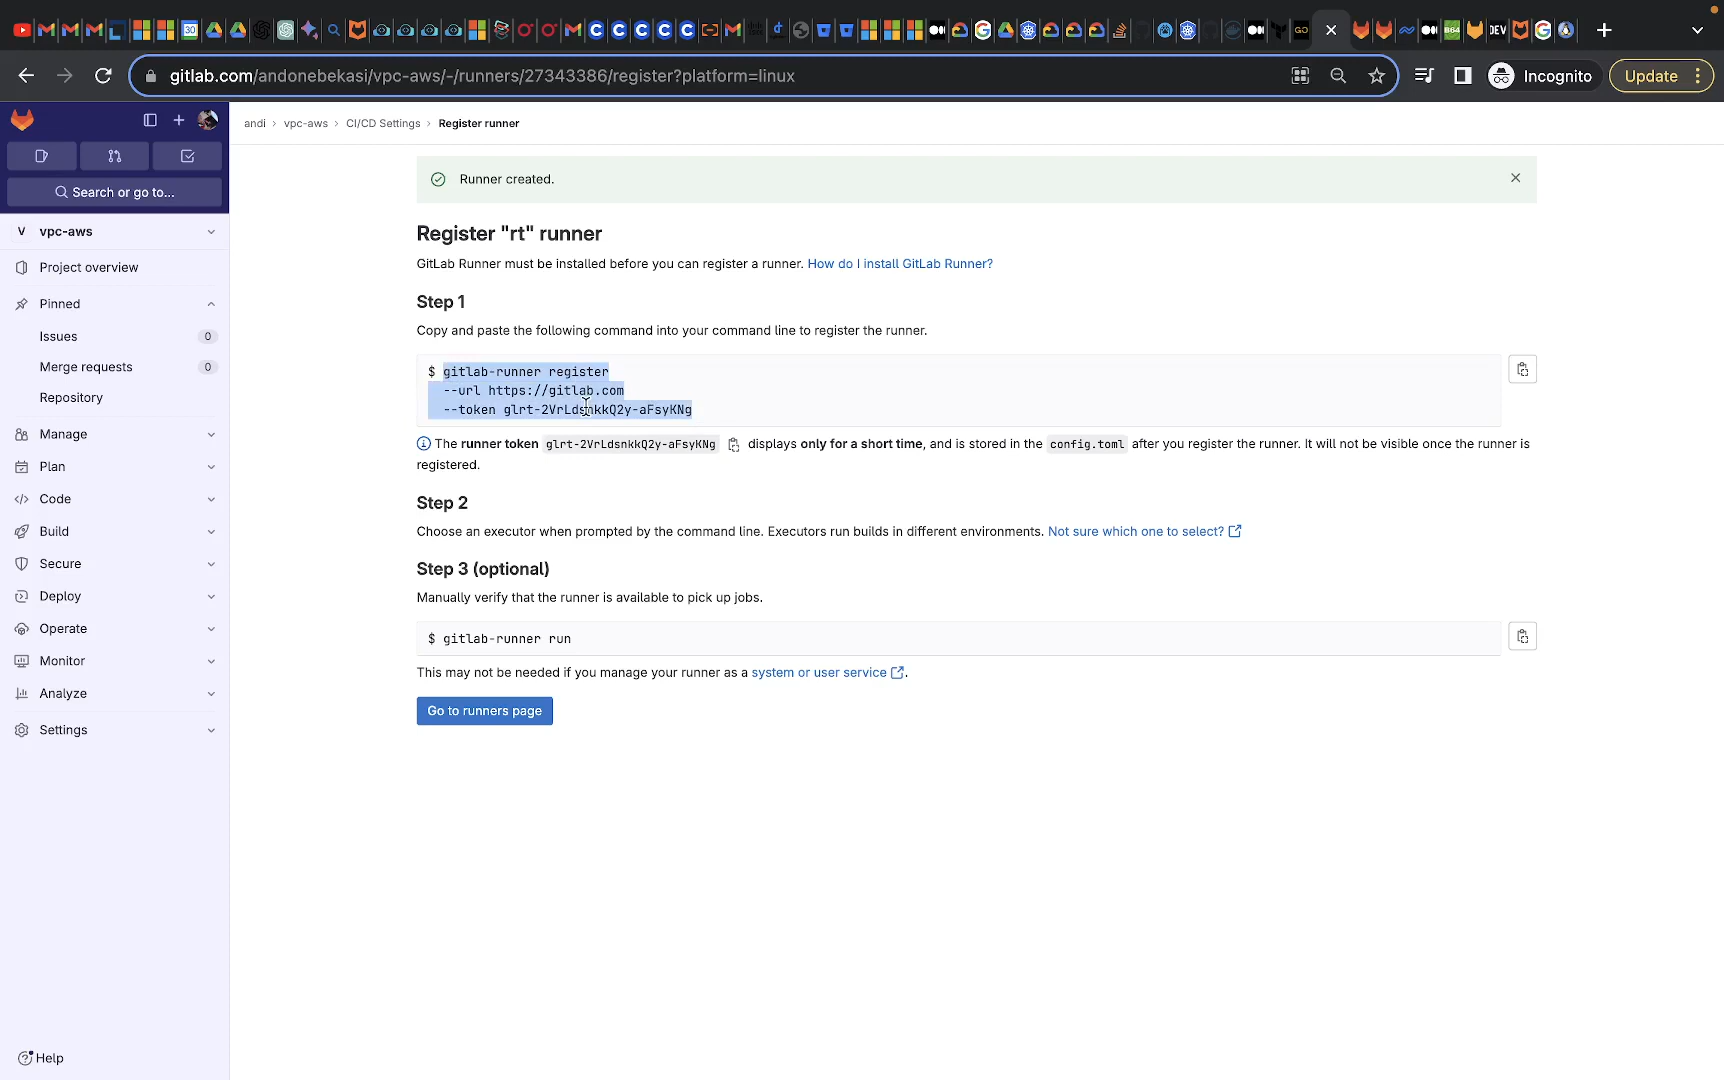 gitlab.com/andonebekasi/vpc-aws/-/runners/27343386/register?platform=linux
Incognito
Update
andi › vpc-aws › CI/CD Settings › Register runner
Search or go to...
V vpc-aws
Project overview
Pinned
Issues 0
Merge requests 0
Repository
Manage
Plan
Code
Build
Secure
Deploy
Operate
Monitor
Analyze
Settings
Help
Runner created.
Register "rt" runner
GitLab Runner must be installed before you can register a runner. How do I install GitLab Runner?
Step 1
Copy and paste the following command into your command line to register the runner.
$ gitlab-runner register
--url https://gitlab.com
--token glrt-2VrLdsnkkQ2y-aFsyKNg
The runner token glrt-2VrLdsnkkQ2y-aFsyKNg displays only for a short time, and is stored in the config.toml after you register the runner. It will not be visible once the runner is
registered.
Step 2
Choose an executor when prompted by the command line. Executors run builds in different environments. Not sure which one to select?
Step 3 (optional)
Manually verify that the runner is available to pick up jobs.
$ gitlab-runner run
This may not be needed if you manage your runner as a system or user service.
Go to runners page